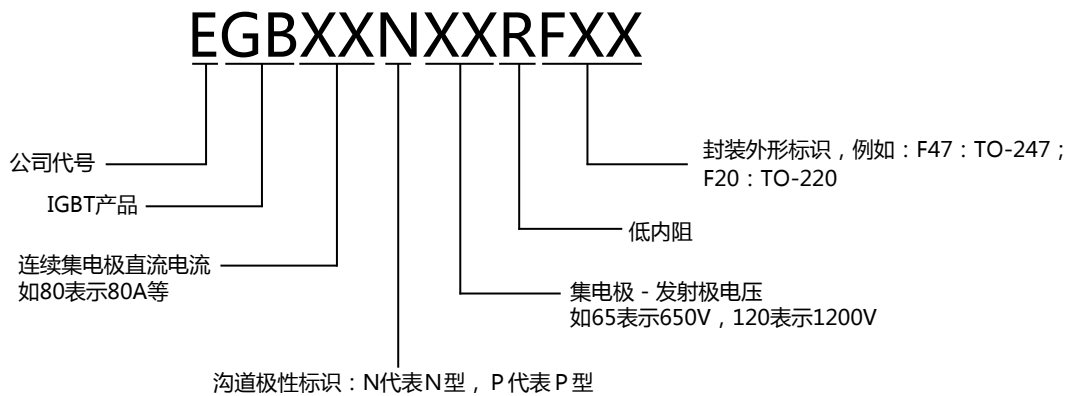 EGBXXNXXRFXX
公司代号
封装外形标识，例如：F47：TO-247；
F20：TO-220
IGBT产品
低内阻
连续集电极直流电流
如80表示80A等
集电极 - 发射极电压
如65表示650V，120表示1200V
沟道极性标识：N代表N型，P代表P型